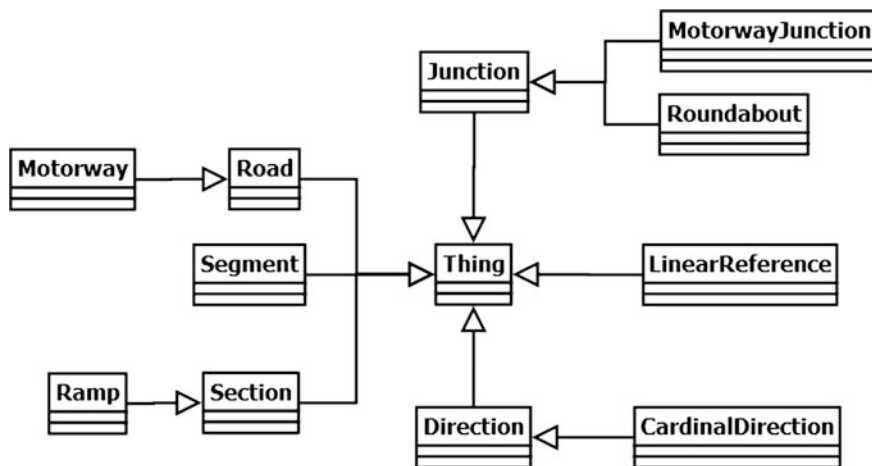 MotorwayJunction
Junction
Roundabout
Motorway
Road
Segment
Thing
LinearReference
Ramp
Section
Direction
CardinalDirection